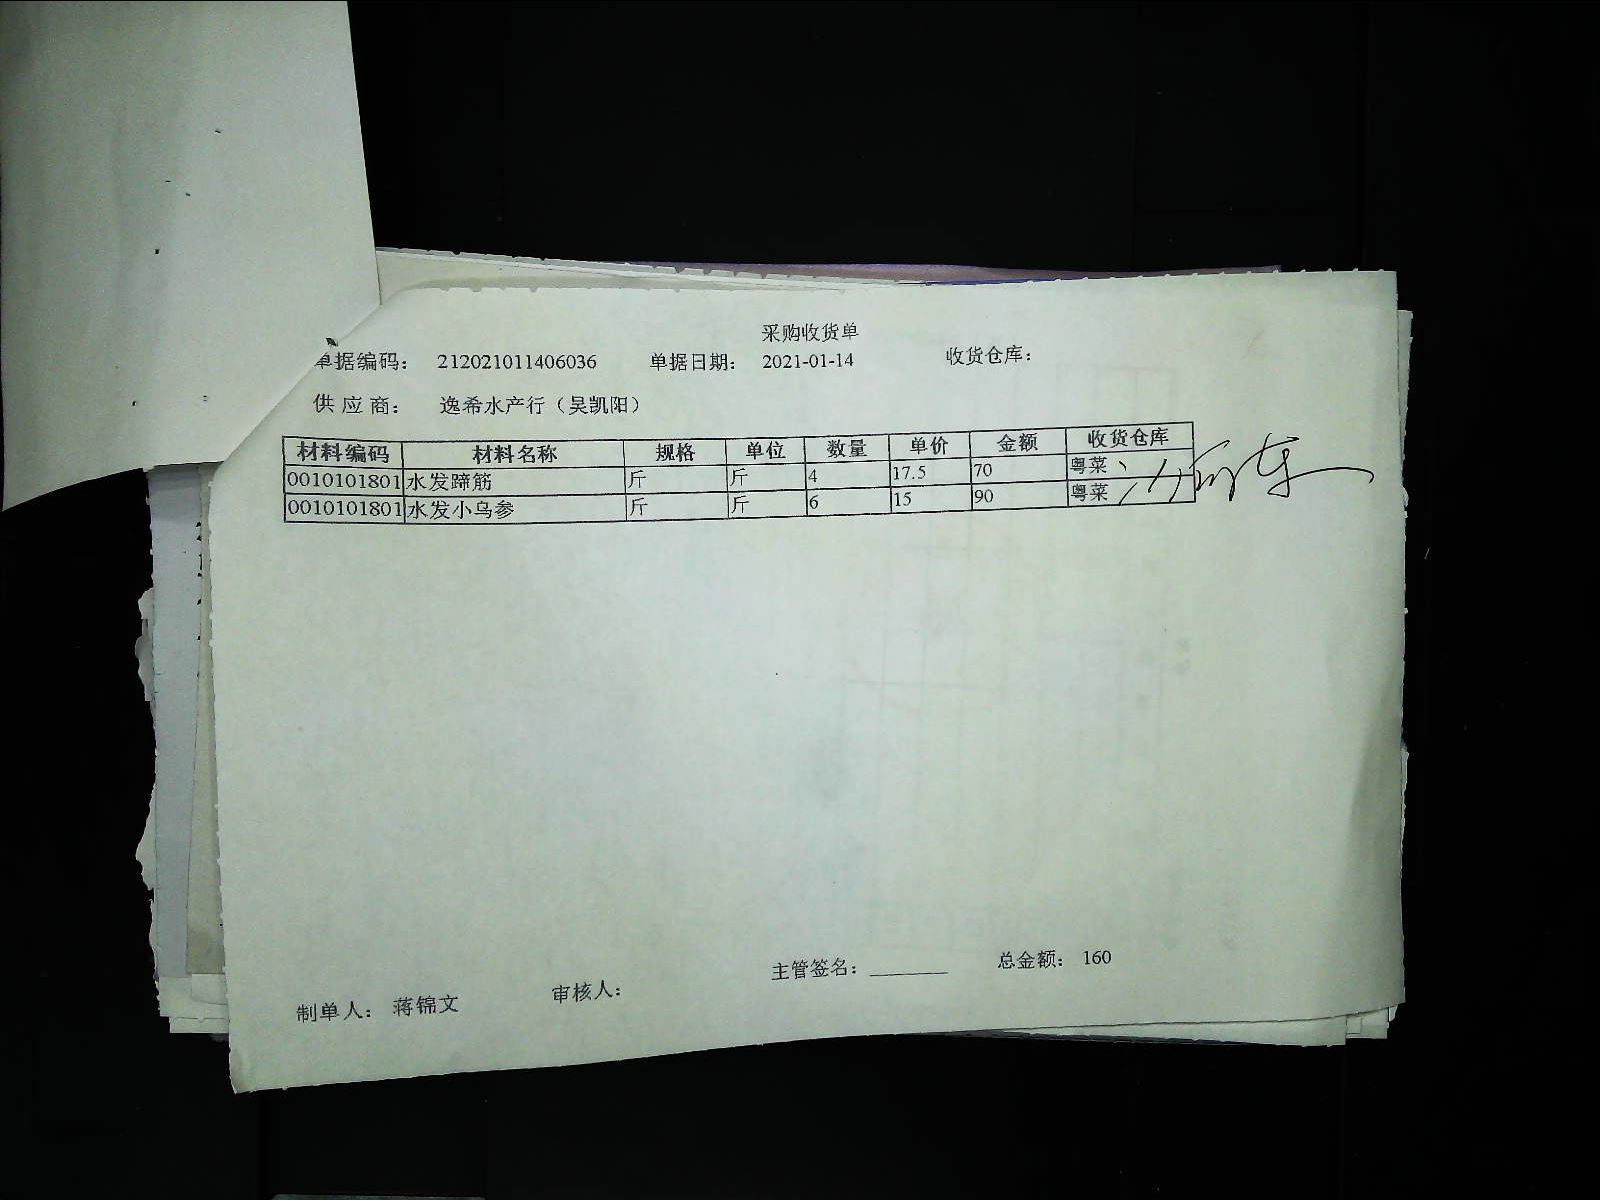 采购收货单
单据编码： 212021011406036 单据日期： 2021-01-14 收货仓库：
供应商： 逸希水产行（吴凯阳）
材料编码 材料名称 规格 单位 数量 单价 金额 收货仓库
0010101801 水发蹄筋 斤 斤 4 17.5 70 粤菜
0010101801 水发小乌参 斤 斤 6 15 90 粤菜
主管签名：________ 总金额： 160
制单人： 蒋锦文 审核人：